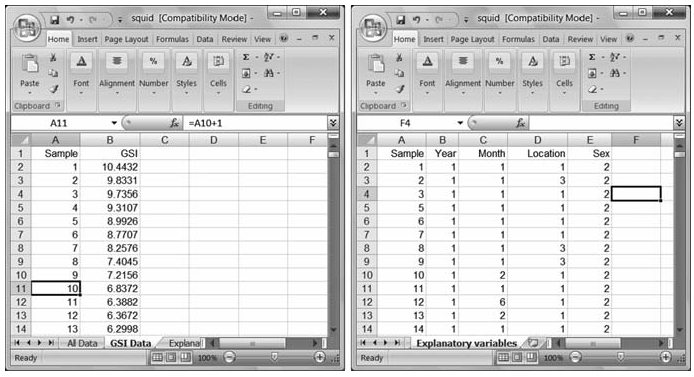 squid [Compatibility Mode] -
Home Insert Page Layout Formulas Data Review View
Paste Font Alignment Number Styles Cells
Clipboard Editing
A11 fx =A10+1
A B C D E F
1 Sample GSI
2 1 10.4432
3 2 9.8331
4 3 9.7356
5 4 9.3107
6 5 8.9926
7 6 8.7707
8 7 8.2576
9 8 7.4045
10 9 7.2156
11 10 6.8372
12 11 6.3882
13 12 6.3672
14 13 6.2998
All Data GSI Data Explana
Ready 100%
squid [Compatibility Mode] -
Home Insert Page Layout Formulas Data Review View
Paste Font Alignment Number Styles Cells
Clipboard Editing
F4 fx
A B C D E F
1 Sample Year Month Location Sex
2 1 1 1 1 2
3 2 1 1 3 2
4 3 1 1 1 2
5 5 1 1 1 2
6 6 1 1 1 2
7 7 1 1 1 2
8 8 1 1 3 2
9 9 1 1 3 2
10 10 1 2 1 2
11 11 1 1 1 2
12 12 1 6 1 2
13 13 1 2 1 2
14 14 1 1 1 2
Explanatory variables
Ready 100%